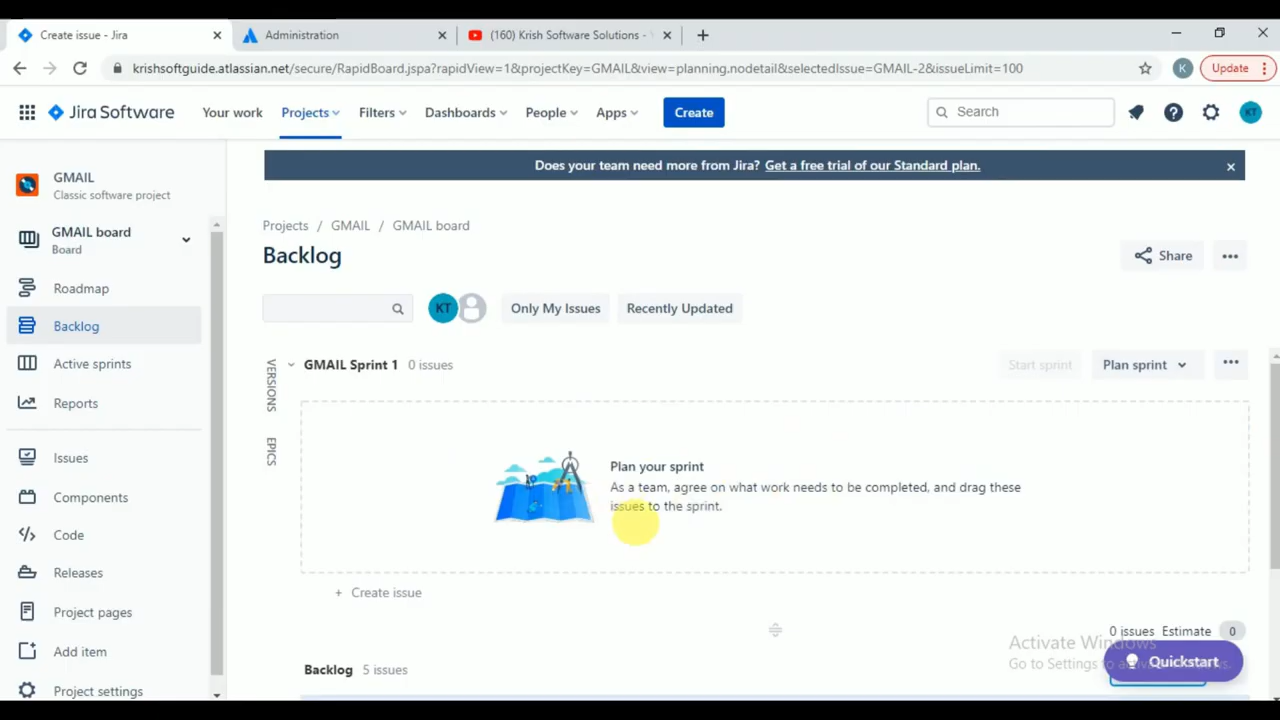 Create issue - Jira
Administration
(160) Krish Software Solutions -
krishsoftguide.atlassian.net/secure/RapidBoard.jspa?rapidView=1&projectKey=GMAIL&view=planning.nodetail&selectedIssue=GMAIL-2&issueLimit=100
K
Update
Jira Software
Your work
Projects
Filters
Dashboards
People
Apps
Create
Search
KT
GMAIL
Classic software project
GMAIL board
Board
Roadmap
Backlog
Active sprints
Reports
Issues
Components
Code
Releases
Project pages
Add item
Project settings
Does your team need more from Jira? Get a free trial of our Standard plan.
Projects / GMAIL / GMAIL board
Backlog
Share
KT
Only My Issues
Recently Updated
VERSIONS
EPICS
GMAIL Sprint 1 0 issues
Start sprint
Plan sprint
Plan your sprint
As a team, agree on what work needs to be completed, and drag these
issues to the sprint.
+ Create issue
0 issues Estimate 0
Activate Windows
Go to Settings to
Quickstart
Backlog 5 issues